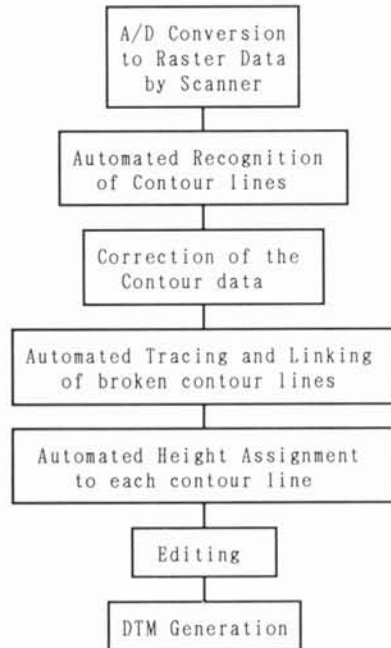 A/D Conversion
to Raster Data
by Scanner
Automated Recognition
of Contour lines
Correction of the
Contour data
Automated Tracing and Linking
of broken contour lines
Automated Height Assignment
to each contour line
Editing
DTM Generation